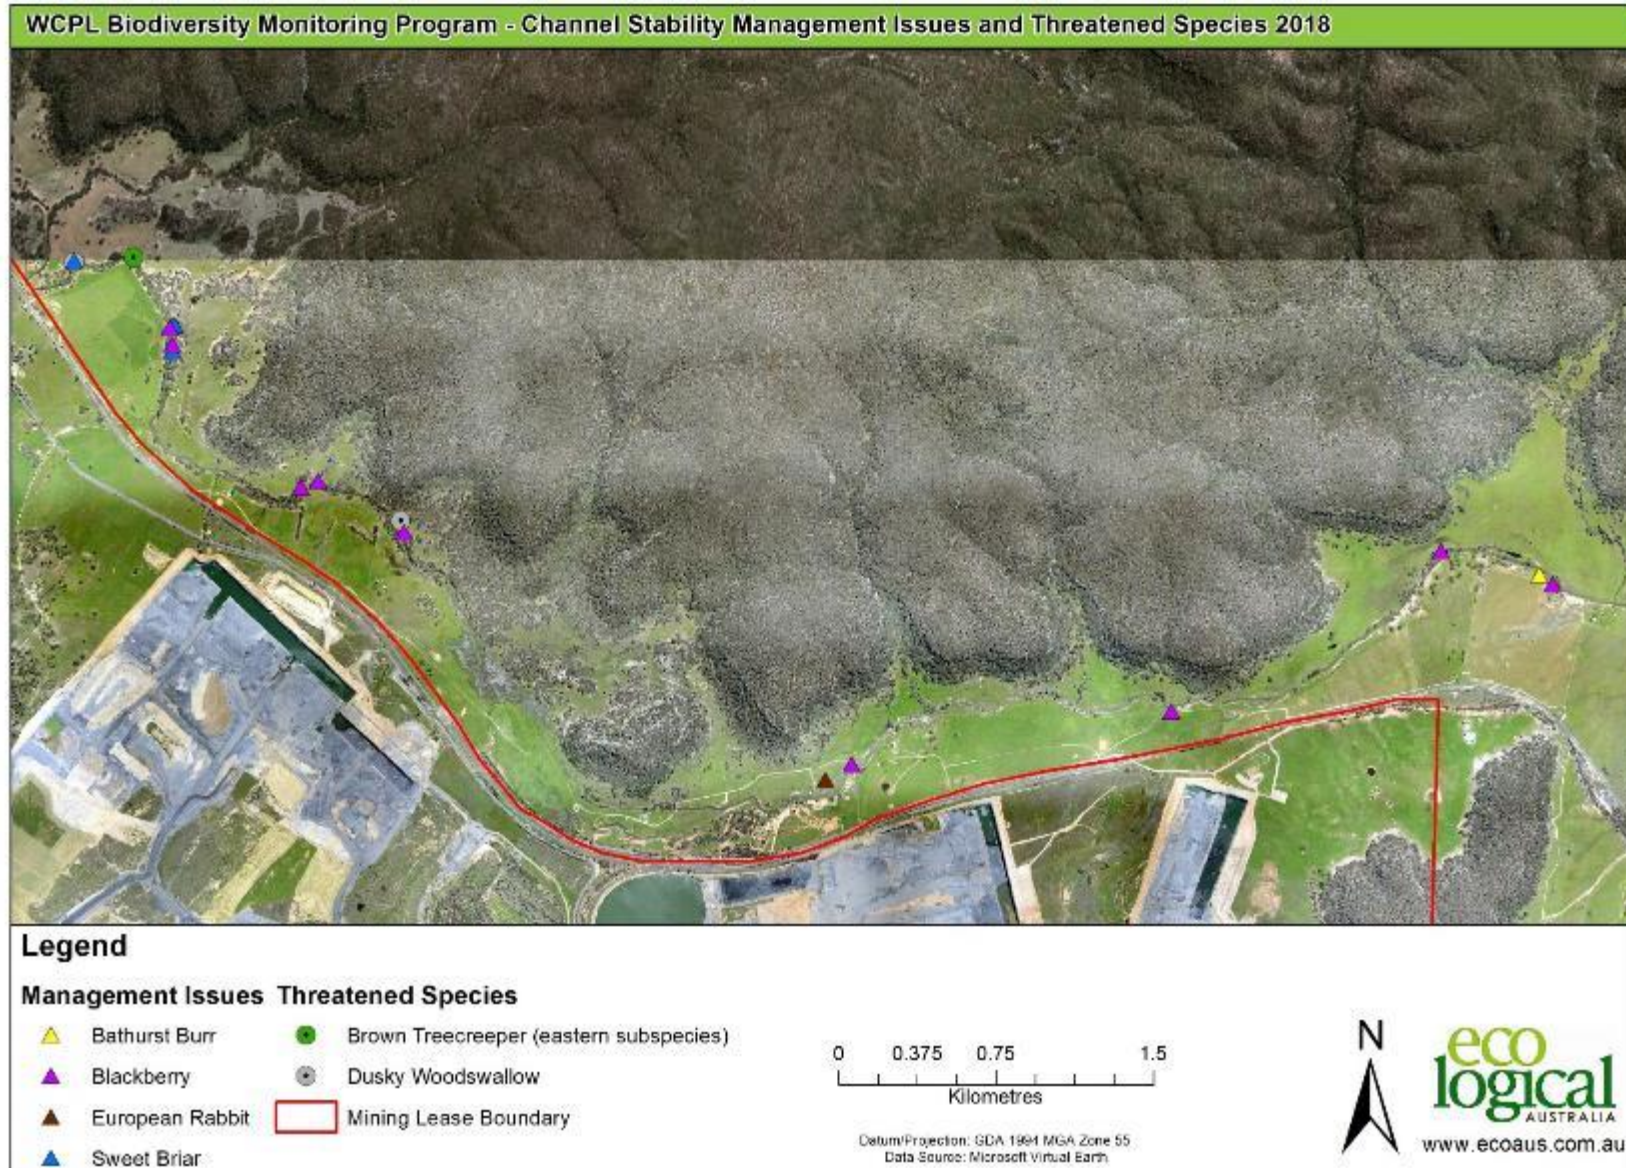 WCPL Biodiversity Monitoring Program - Channel Stability Management Issues and Threatened Species 2018
Legend
Management Issues Threatened Species
Bathurst Burr Brown Treecreeper (eastern subspecies)
Blackberry Dusky Woodswallow
European Rabbit Mining Lease Boundary
Sweet Briar
0 0.375 0.75 1.5
Kilometres
Datum/Projection: GDA 1994 MGA Zone 55
Data Source: Microsoft Virtual Earth
N
eco
logical
AUSTRALIA
www.ecoaus.com.au